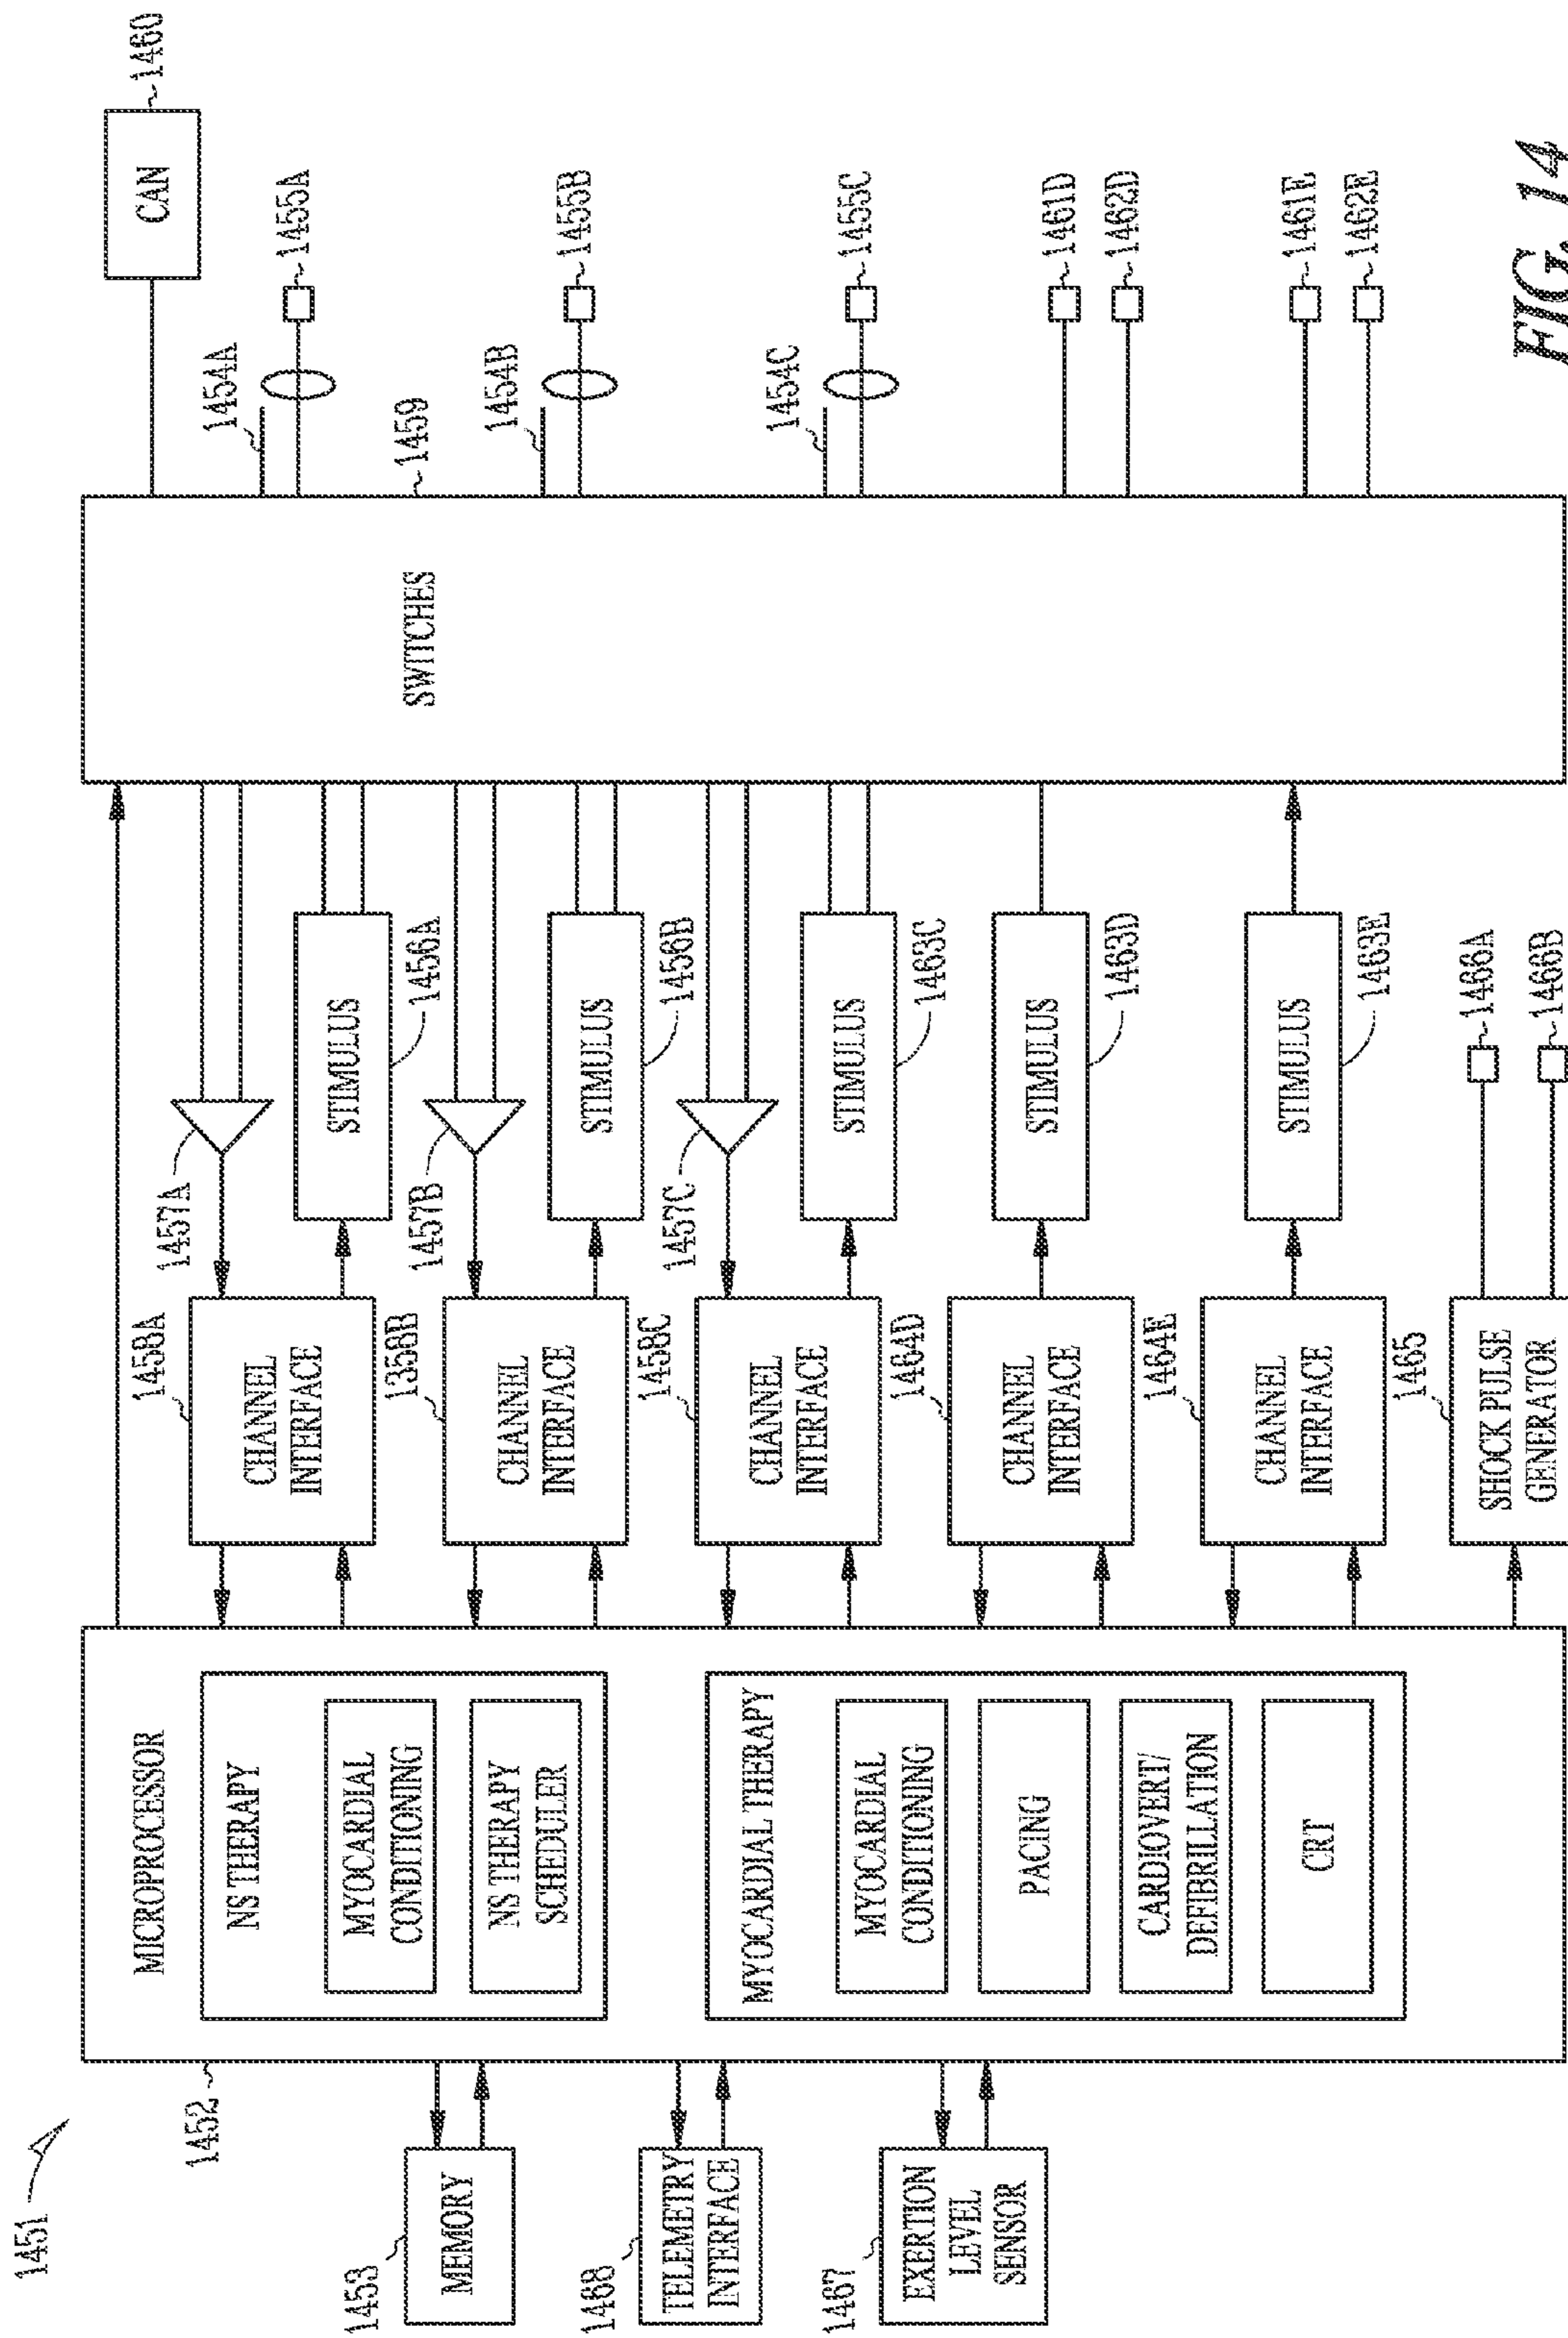 1451
1452
MICROPROCESSOR
NS THERAPY
MYOCARDIAL
CONDITIONING
NS THERAPY
SCHEDULER
MYOCARDIAL THERAPY
MYOCARDIAL
CONDITIONING
PACING
CARDIOVERT/
DEFIBRILLATION
CRT
1453
MEMORY
1468
TELEMETRY
INTERFACE
1467
EXERTION
LEVEL
SENSOR
1458A
CHANNEL
INTERFACE
1358B
CHANNEL
INTERFACE
1458C
CHANNEL
INTERFACE
1464D
CHANNEL
INTERFACE
1464E
CHANNEL
INTERFACE
1465
SHOCK PULSE
GENERATOR
1457A
STIMULUS
1456A
1457B
STIMULUS
1456B
1457C
STIMULUS
1463C
STIMULUS
1463D
STIMULUS
1463E
1466A
1466B
SWITCHES
1459
CAN
1460
1454A
1455A
1454B
1455B
1454C
1455C
1461D
1462D
1461E
1462E
FIG. 14